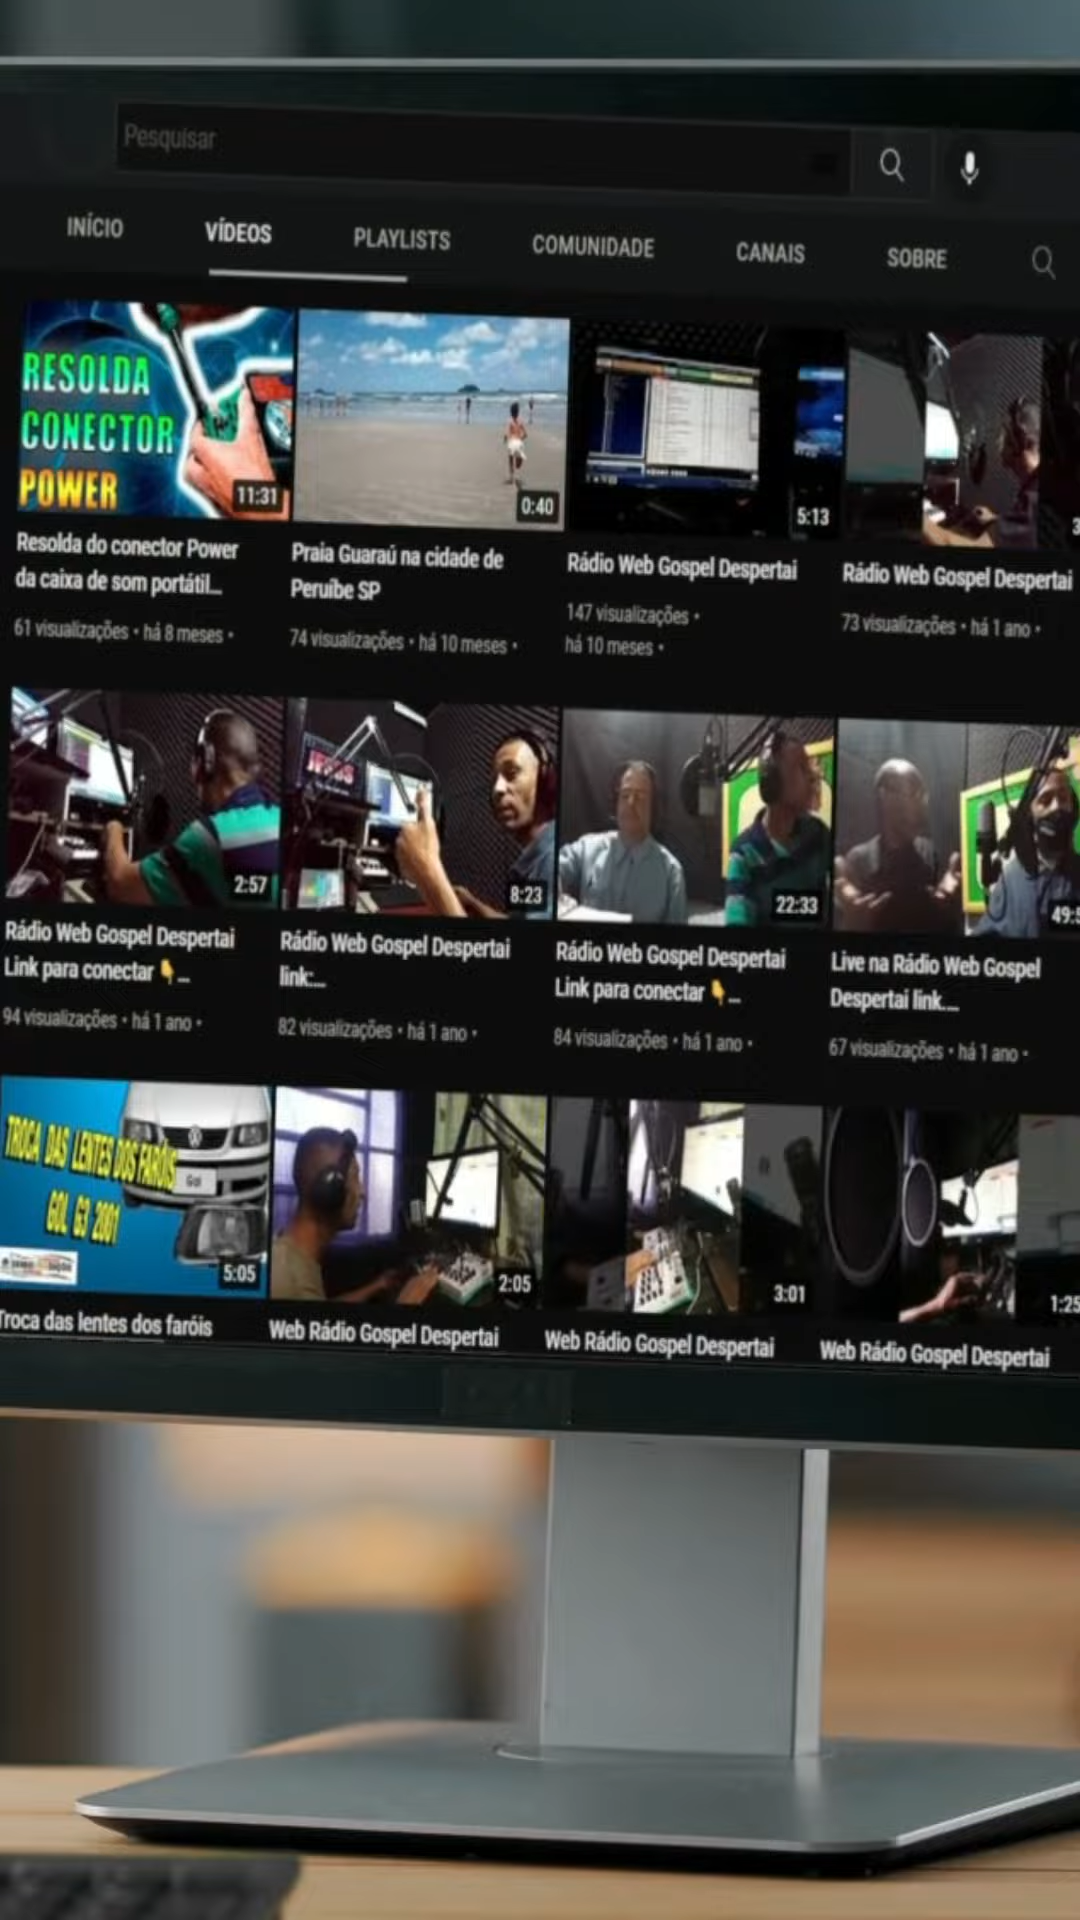 Pesquisar
INÍCIO VÍDEOS PLAYLISTS COMUNIDADE CANAIS SOBRE
RESOLDA
CONECTOR
POWER
11:31
0:40
5:13
Resolda do conector Power
da caixa de som portátil...
61 visualizações • há 8 meses •
Praia Guaraú na cidade de
Peruíbe SP
74 visualizações • há 10 meses •
Rádio Web Gospel Despertai
147 visualizações •
há 10 meses •
Rádio Web Gospel Despertai
73 visualizações • há 1 ano •
2:57
8:23
22:33
Rádio Web Gospel Despertai
Link para conectar 👇...
94 visualizações • há 1 ano •
Rádio Web Gospel Despertai
link:...
82 visualizações • há 1 ano •
Rádio Web Gospel Despertai
Link para conectar 👇...
84 visualizações • há 1 ano •
Live na Rádio Web Gospel
Despertai link....
67 visualizações • há 1 ano •
TROCA DAS LENTES DOS FARÓIS
GOL G3 2001
Gol
5:05
2:05
3:01
1:25
Troca das lentes dos faróis
Web Rádio Gospel Despertai
Web Rádio Gospel Despertai
Web Rádio Gospel Despertai